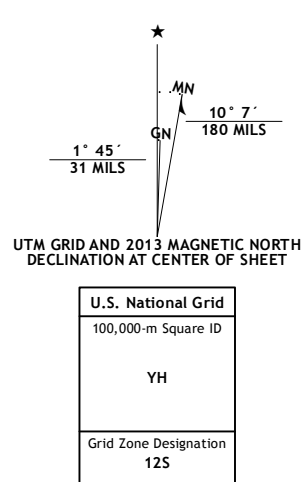 ★
MN
GN
10° 7´
180 MILS
1° 45´
31 MILS
UTM GRID AND 2013 MAGNETIC NORTH
DECLINATION AT CENTER OF SHEET
U.S. National Grid
100,000-m Square ID
YH
Grid Zone Designation
12S